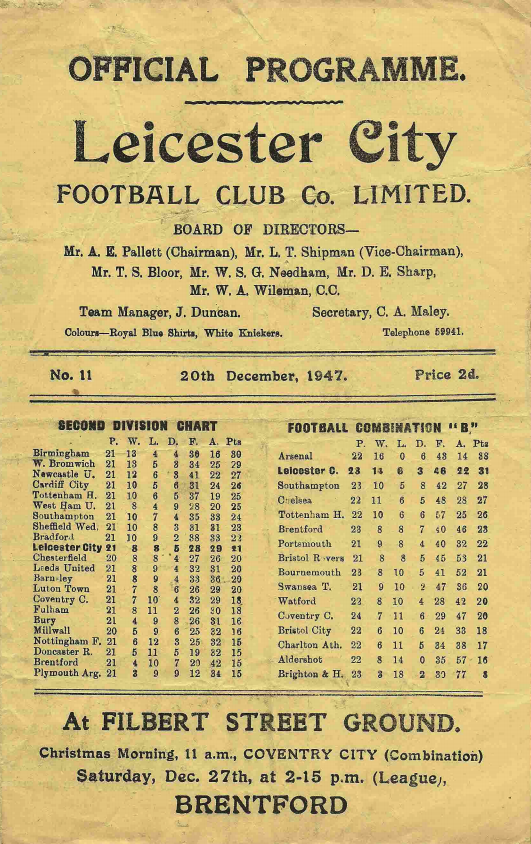 OFFICIAL PROGRAMME.
Leicester City
FOOTBALL CLUB Co. LIMITED.
BOARD OF DIRECTORS—
Mr. A. E. Pallett (Chairman), Mr. L. T. Shipman (Vice-Chairman),
Mr. T. S. Bloor, Mr. W. S. G. Needham, Mr. D. E. Sharp,
Mr. W. A. Wileman, C.C.
Team Manager, J. Duncan. Secretary, C. A. Maley.
Colours—Royal Blue Shirts, White Knickers. Telephone 59941.
No. 11 20th December, 1947. Price 2d.
SECOND DIVISION CHART
P. W. L. D. F. A. Pts
Birmingham 21 13 4 4 30 16 30
W. Bromwich 21 13 5 3 34 25 29
Newcastle U. 21 12 6 3 41 22 27
Cardiff City 21 10 5 6 31 24 26
Tottenham H. 21 10 6 5 37 19 25
West Ham U. 21 8 4 9 28 20 25
Southampton 21 10 7 4 35 33 24
Sheffield Wed. 21 10 8 3 31 31 23
Bradford 21 10 9 2 38 33 22
Leicester City 21 8 8 5 28 29 21
Chesterfield 20 8 8 4 27 26 20
Leeds United 21 8 9 4 32 31 20
Barnsley 21 8 9 4 33 36 20
Luton Town 21 7 8 6 26 29 20
Coventry C. 21 7 10 4 32 29 18
Fulham 21 8 11 2 26 30 18
Bury 21 4 9 8 26 31 16
Millwall 20 5 9 6 25 32 16
Nottingham F. 21 6 12 3 25 32 15
Doncaster R. 21 5 11 5 19 32 15
Brentford 21 4 10 7 20 42 15
Plymouth Arg. 21 3 9 9 12 34 15
FOOTBALL COMBINATION "B."
P. W. L. D. F. A. Pts
Arsenal 22 16 0 6 43 14 38
Leicester C. 23 14 6 3 46 22 31
Southampton 23 10 5 8 42 27 28
Chelsea 22 11 6 5 48 28 27
Tottenham H. 22 10 6 6 57 25 26
Brentford 23 8 8 7 40 46 23
Portsmouth 21 9 8 4 40 32 22
Bristol Rovers 21 8 8 5 45 53 21
Bournemouth 23 8 10 5 41 52 21
Swansea T. 21 9 10 2 47 36 20
Watford 22 8 10 4 28 42 20
Coventry C. 24 7 11 6 29 47 20
Bristol City 22 6 10 6 24 33 18
Charlton Ath. 22 6 11 5 34 38 17
Aldershot 22 8 14 0 35 57 16
Brighton & H. 23 3 18 2 30 77 8
At FILBERT STREET GROUND.
Christmas Morning, 11 a.m., COVENTRY CITY (Combination)
Saturday, Dec. 27th, at 2-15 p.m. (League),
BRENTFORD